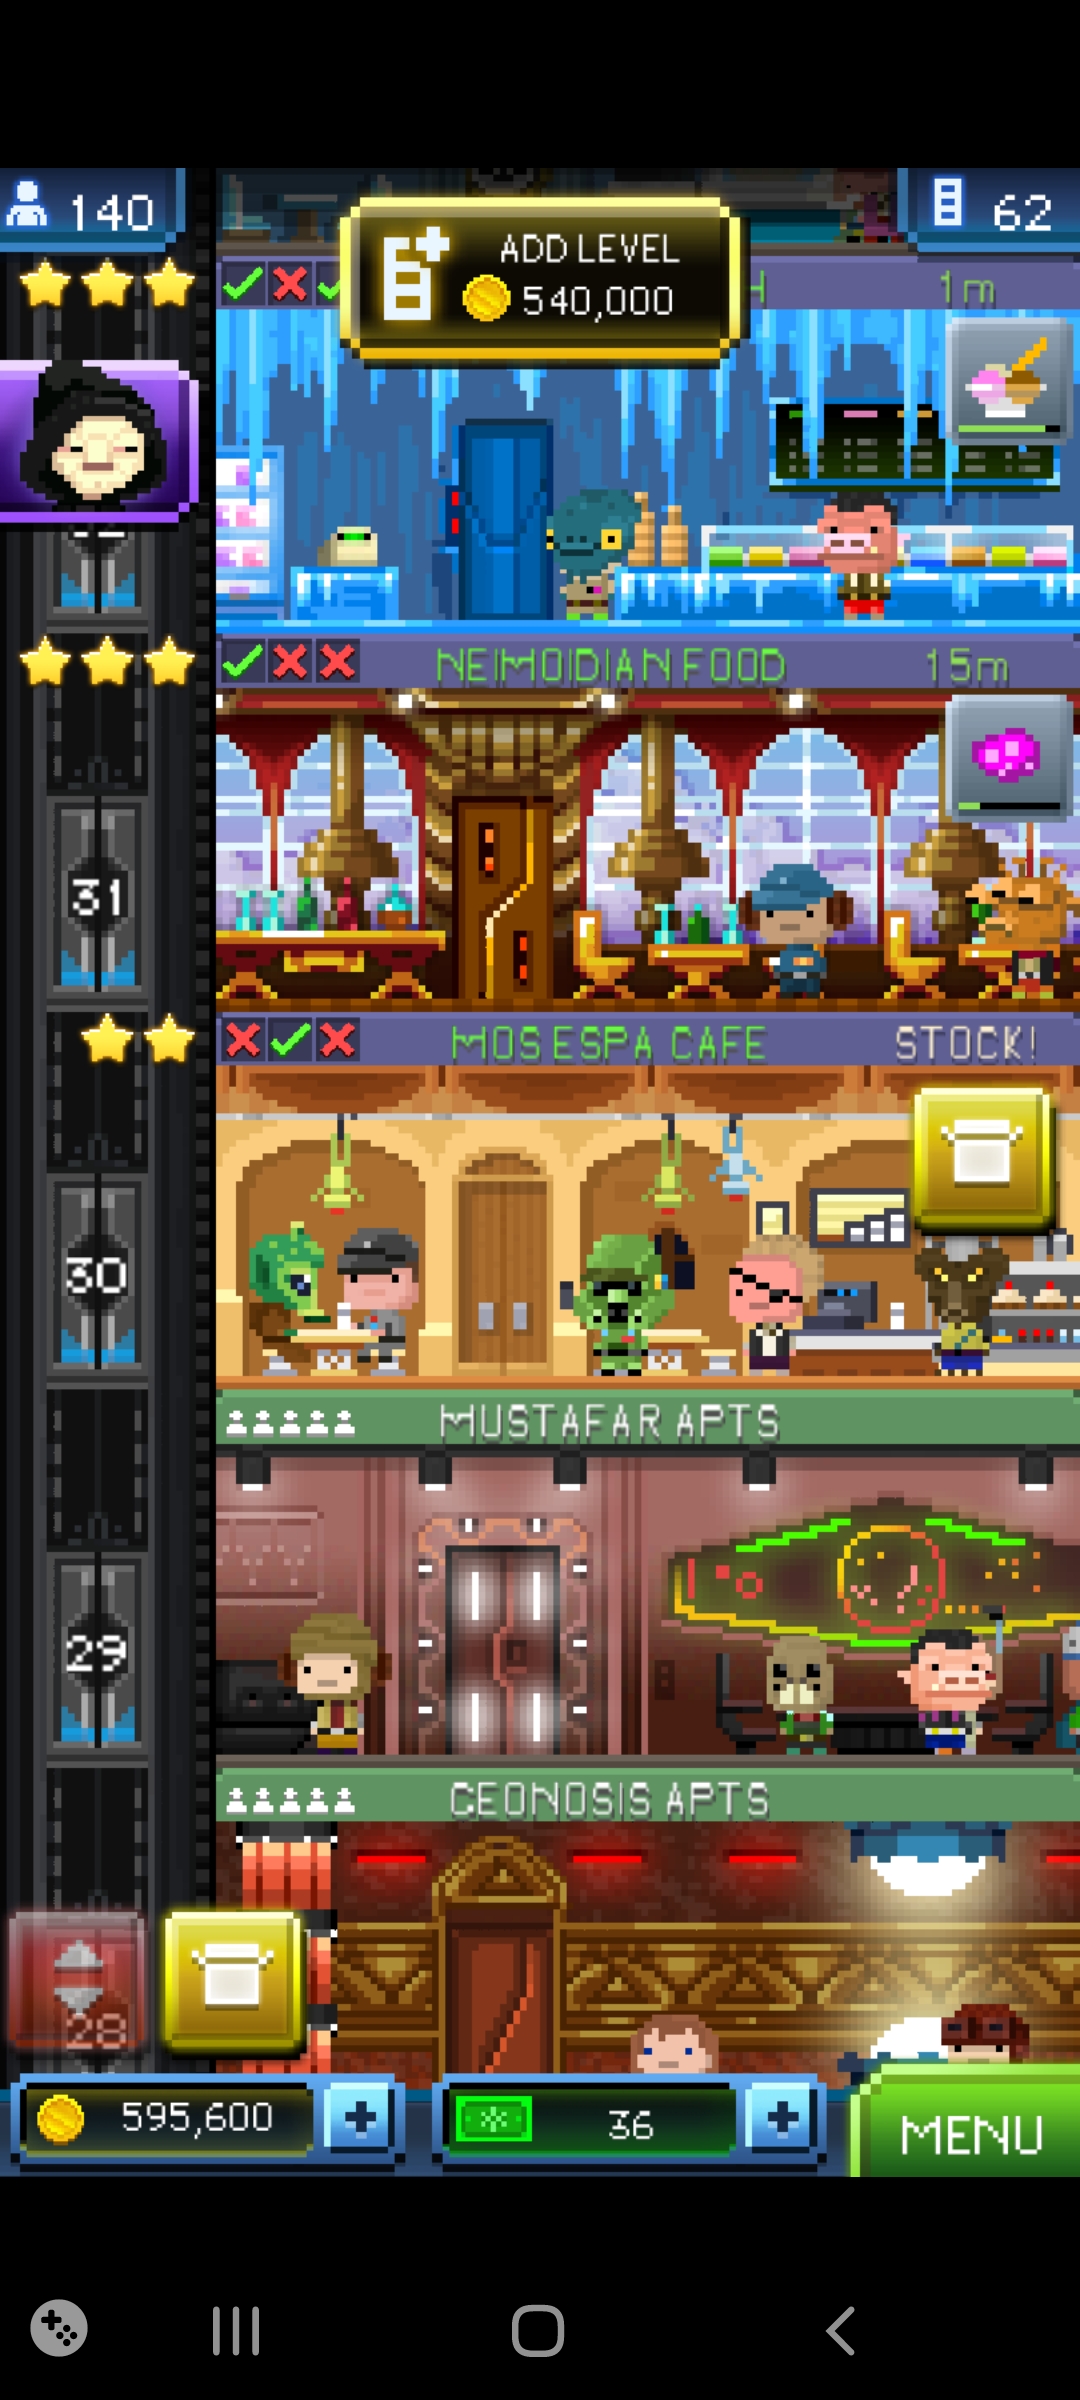 140
62
ADD LEVEL
540,000
H
1m
NEIMOIDIAN FOOD
15m
31
MOS ESPA CAFE
STOCK!
30
MUSTAFAR APTS
29
GEONOSIS APTS
28
595,600
36
MENU